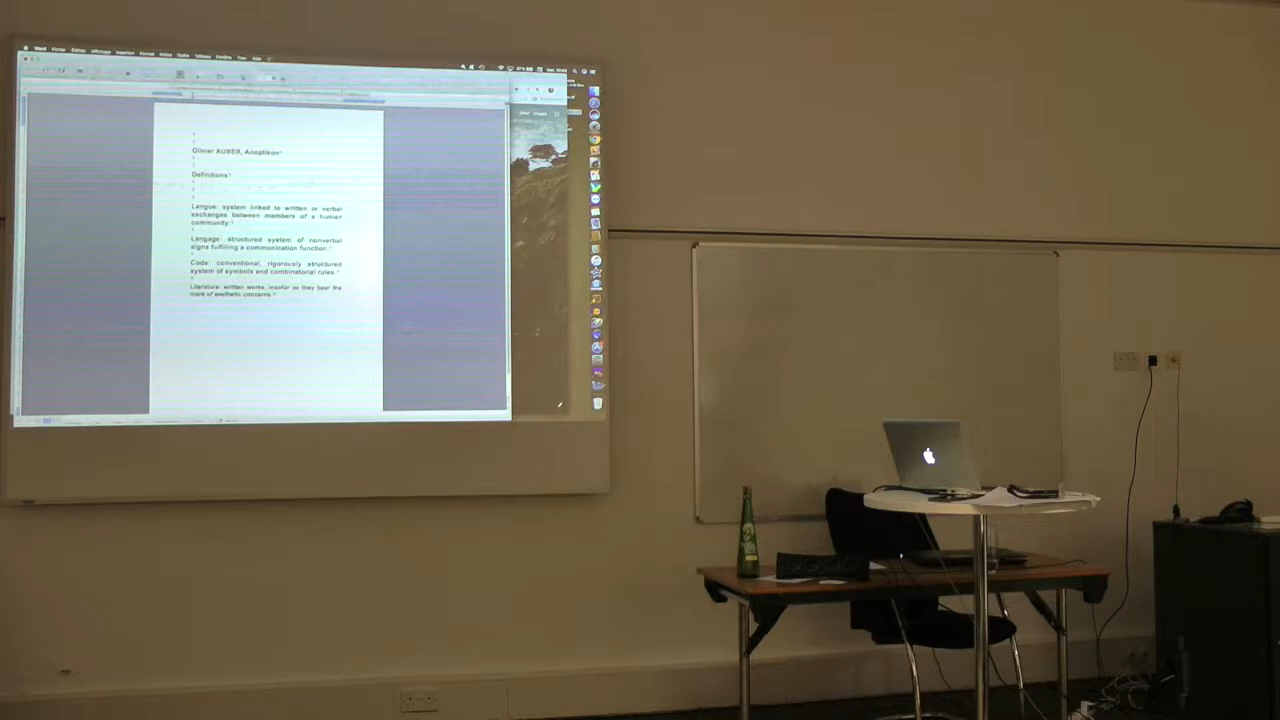 Olivier AUBER, Anoptikon
Definitions
Langue: system linked to written or verbal
exchanges between members of a human
community.
Langage: structured system of nonverbal
signs fulfilling a communication function.
Code: conventional, rigorously structured
system of symbols and combinatorial rules.
Literature: written works, insofar as they bear the
mark of aesthetic concerns.